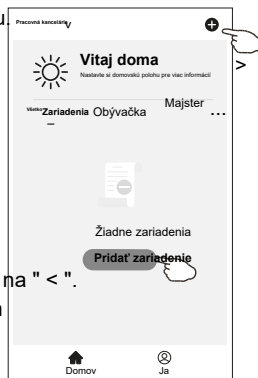 u.
Pracovná kancelária v
Vitaj doma
Nastavte si domovskú polohu pre viac informácií
>
Všetko Zariadenia Obývačka Majster ...
Žiadne zariadenia
Pridať zariadenie
na " < ".
Domov
Ja